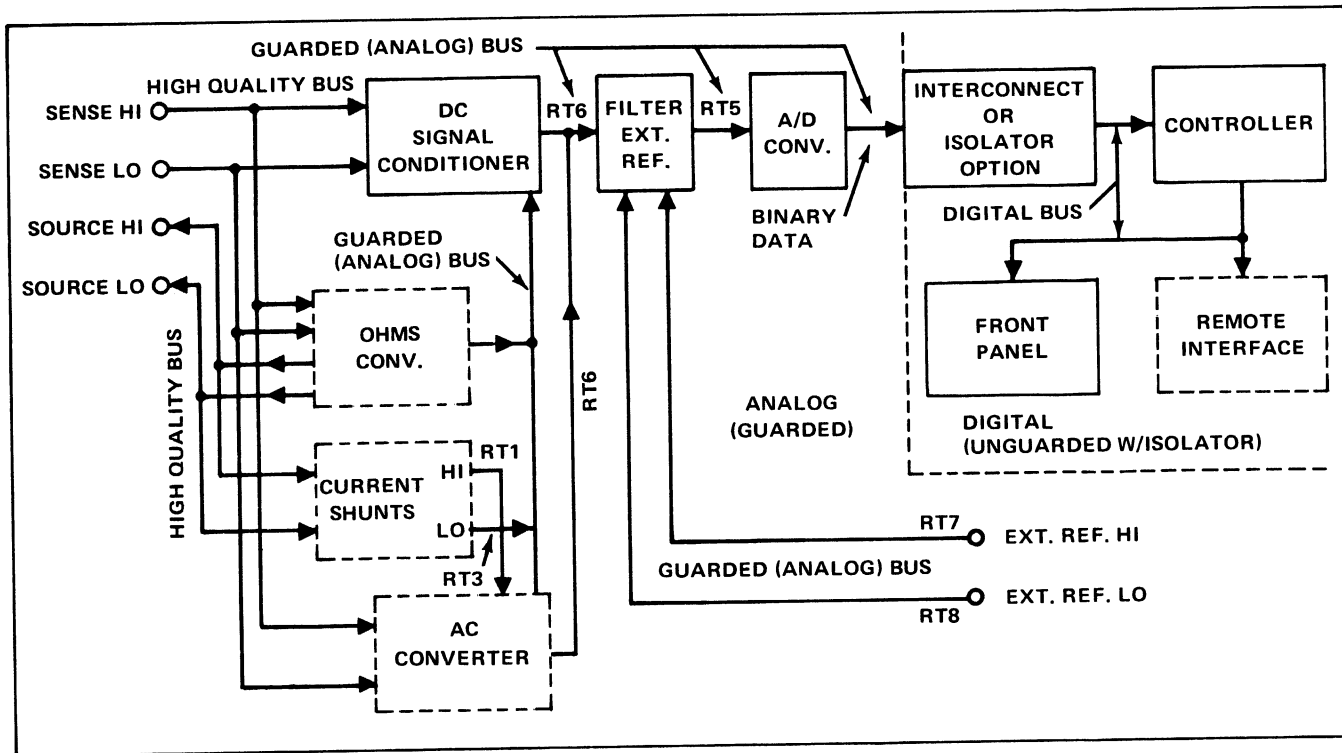 GUARDED (ANALOG) BUS
HIGH QUALITY BUS
SENSE HI
SENSE LO
SOURCE HI
SOURCE LO
DC
SIGNAL
CONDITIONER
RT6
FILTER
EXT.
REF.
RT5
A/D
CONV.
BINARY
DATA
INTERCONNECT
OR
ISOLATOR
OPTION
CONTROLLER
DIGITAL BUS
FRONT
PANEL
REMOTE
INTERFACE
DIGITAL
(UNGUARDED W/ISOLATOR)
ANALOG
(GUARDED)
GUARDED
(ANALOG) BUS
OHMS
CONV.
HIGH QUALITY BUS
RT6
CURRENT
SHUNTS
HI
LO
RT1
RT3
AC
CONVERTER
RT7
EXT. REF. HI
GUARDED (ANALOG) BUS
RT8
EXT. REF. LO